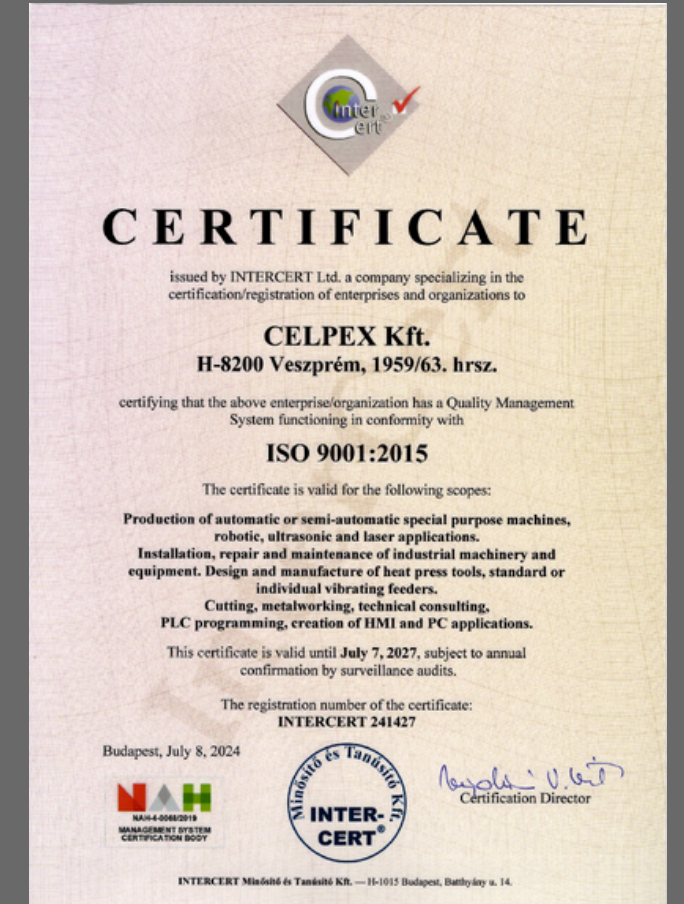 Inter
Cert®
CERTIFICATE
issued by INTERCERT Ltd. a company specializing in the
certification/registration of enterprises and organizations to
CELPEX Kft.
H-8200 Veszprém, 1959/63. hrsz.
certifying that the above enterprise/organization has a Quality Management
System functioning in conformity with
ISO 9001:2015
The certificate is valid for the following scopes:
Production of automatic or semi-automatic special purpose machines,
robotic, ultrasonic and laser applications.
Installation, repair and maintenance of industrial machinery and
equipment. Design and manufacture of heat press tools, standard or
individual vibrating feeders.
Cutting, metalworking, technical consulting,
PLC programming, creation of HMI and PC applications.
This certificate is valid until July 7, 2027, subject to annual
confirmation by surveillance audits.
The registration number of the certificate:
INTERCERT 241427
Budapest, July 8, 2024
NAH
NAH-4-0068/2019
MANAGEMENT SYSTEM
CERTIFICATION BODY
Minősítő és Tanúsító Kft.
INTER-
CERT®
Certification Director
INTERCERT Minősítő és Tanúsító Kft. — H-1015 Budapest, Batthyány u. 14.